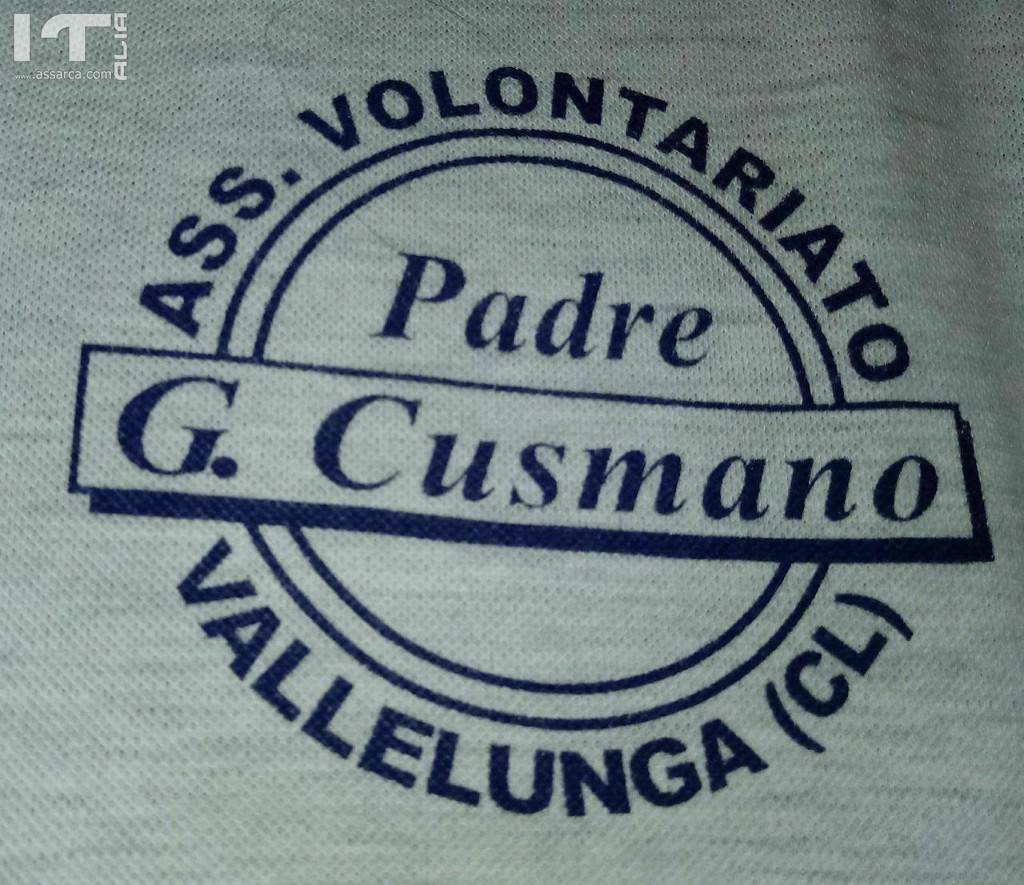 IT
ALIA
www.assarca.com
ASS. VOLONTARIATO
Padre
G. Cusmano
VALLELUNGA (CL)